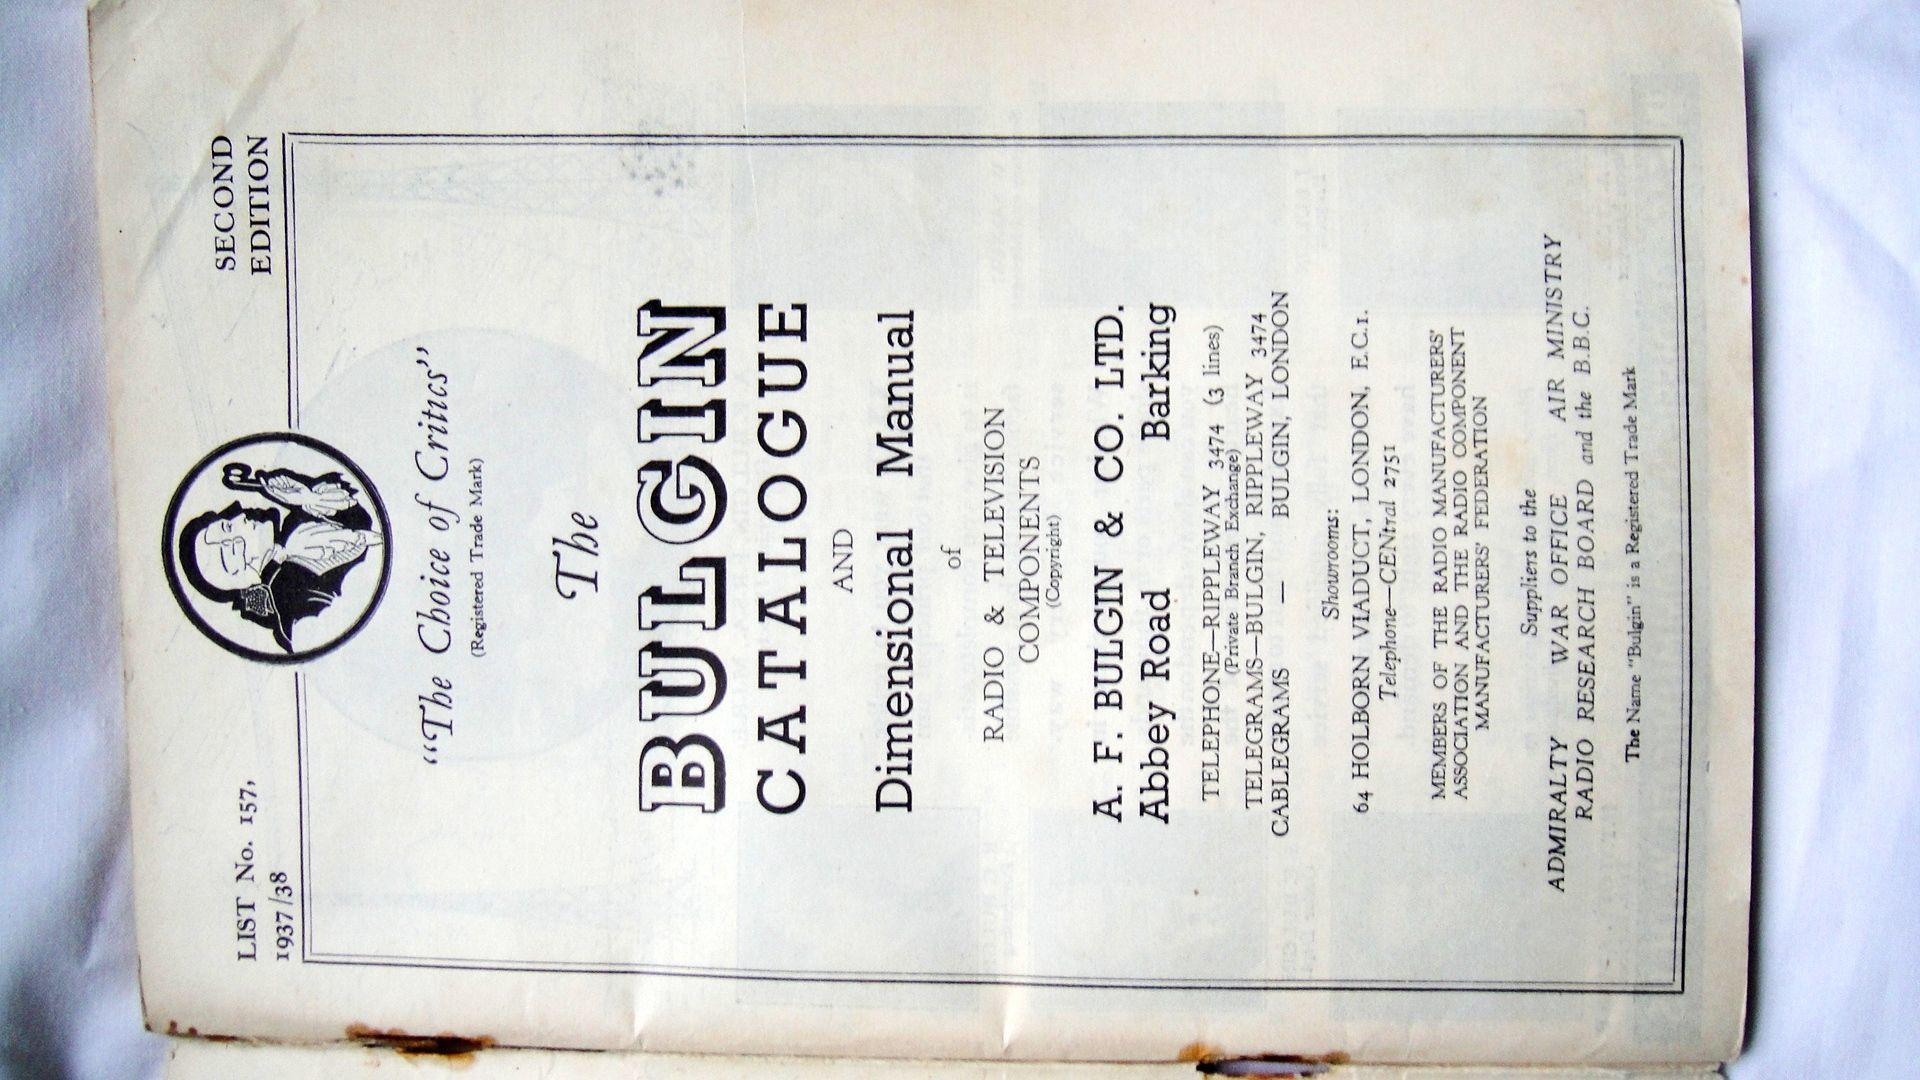 LIST No. 157,
1937/38
SECOND
EDITION
"The Choice of Critics"
(Registered Trade Mark)
The
BULGIN
CATALOGUE
AND
Dimensional Manual
of
RADIO & TELEVISION
COMPONENTS
(Copyright)
A. F. BULGIN & CO. LTD.
Abbey Road Barking
TELEPHONE—RIPPLEWAY 3474 (3 lines)
(Private Branch Exchange)
TELEGRAMS—BULGIN, RIPPLEWAY 3474
CABLEGRAMS — BULGIN, LONDON
Showrooms:
64 HOLBORN VIADUCT, LONDON, E.C.1.
Telephone—CENtral 2751
MEMBERS OF THE RADIO MANUFACTURERS'
ASSOCIATION AND THE RADIO COMPONENT
MANUFACTURERS' FEDERATION
Suppliers to the
ADMIRALTY WAR OFFICE AIR MINISTRY
RADIO RESEARCH BOARD and the B.B.C.
The Name "Bulgin" is a Registered Trade Mark